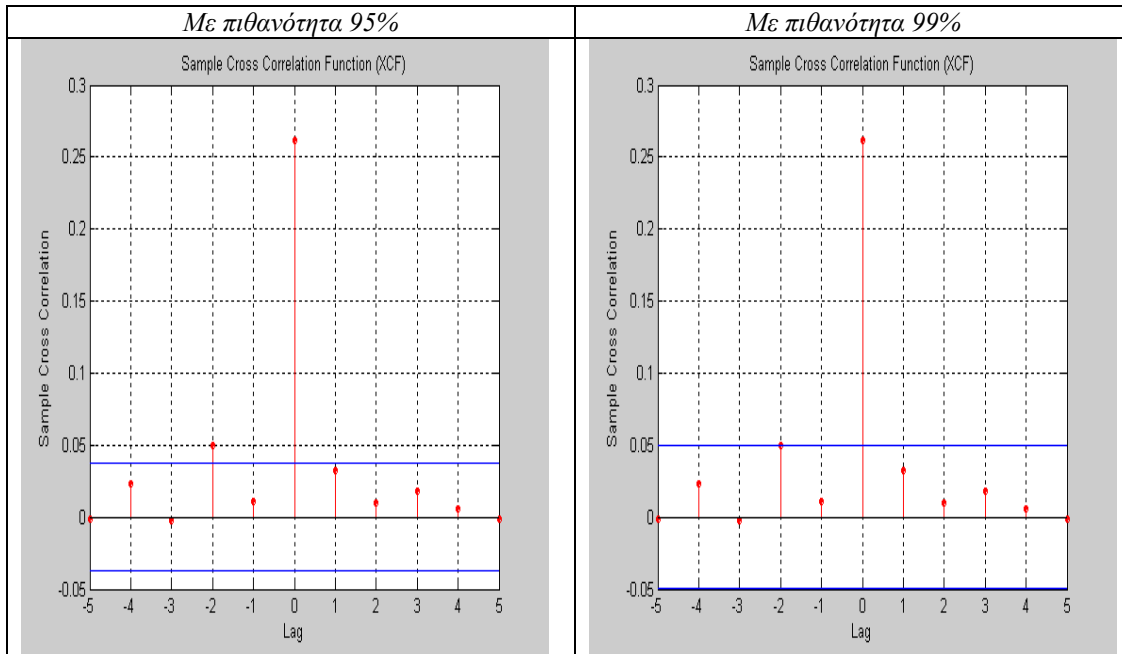 Με πιθανότητα 95%
Με πιθανότητα 99%
Sample Cross Correlation Function (XCF)
Sample Cross Correlation
0.3
0.25
0.2
0.15
0.1
0.05
0
-0.05
-5 -4 -3 -2 -1 0 1 2 3 4 5
Lag
Sample Cross Correlation Function (XCF)
Sample Cross Correlation
0.3
0.25
0.2
0.15
0.1
0.05
0
-0.05
-5 -4 -3 -2 -1 0 1 2 3 4 5
Lag